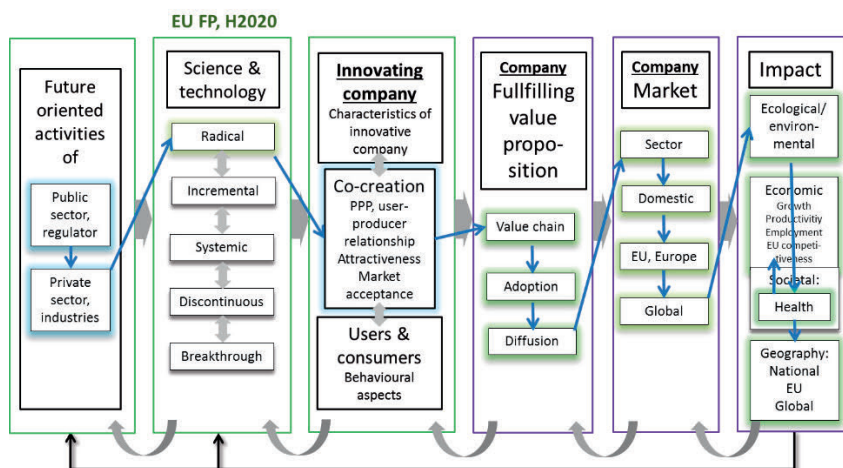 EU FP, H2020
Future
oriented
activities
of
Public
sector,
regulator
Private
sector,
industries
Science &
technology
Radical
Incremental
Systemic
Discontinuous
Breakthrough
Innovating
company
Characteristics of
innovative
company
Co-creation
PPP, user-
producer
relationship
Attractiveness
Market
acceptance
Users &
consumers
Behavioural
aspects
Company
Fullfilling
value
propo-
sition
Value chain
Adoption
Diffusion
Company
Market
Sector
Domestic
EU, Europe
Global
Impact
Ecological/
environ-
mental
Economic
Growth
Productivitiy
Employment
EU competi-
tiveness
Societal:
Health
Geography:
National
EU
Global